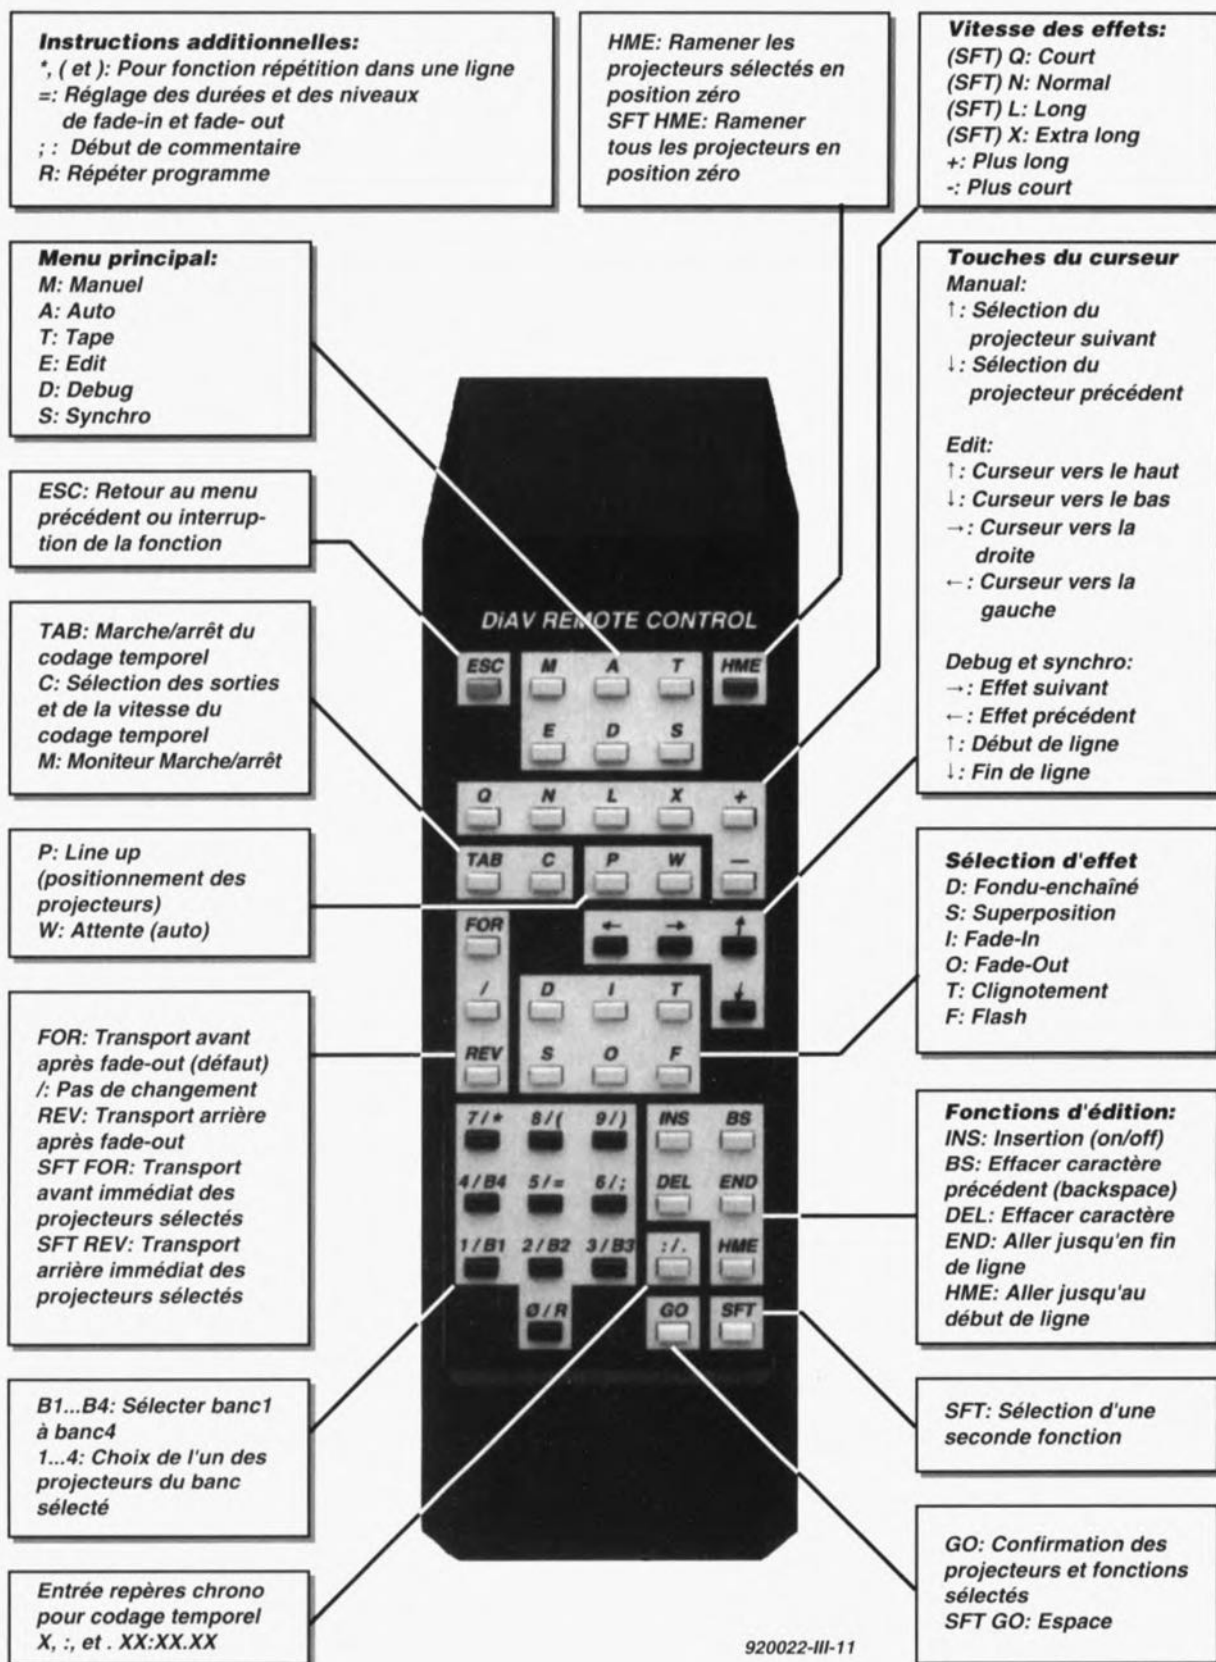 Instructions additionnelles:
*, ( et ): Pour fonction répétition dans une ligne
=: Réglage des durées et des niveaux
de fade-in et fade- out
; : Début de commentaire
R: Répéter programme
HME: Ramener les
projecteurs sélectés en
position zéro
SFT HME: Ramener
tous les projecteurs en
position zéro
Vitesse des effets:
(SFT) Q: Court
(SFT) N: Normal
(SFT) L: Long
(SFT) X: Extra long
+: Plus long
-: Plus court
Menu principal:
M: Manuel
A: Auto
T: Tape
E: Edit
D: Debug
S: Synchro
ESC: Retour au menu
précédent ou interrup-
tion de la fonction
TAB: Marche/arrêt du
codage temporel
C: Sélection des sorties
et de la vitesse du
codage temporel
M: Moniteur Marche/arrêt
P: Line up
(positionnement des
projecteurs)
W: Attente (auto)
FOR: Transport avant
après fade-out (défaut)
/: Pas de changement
REV: Transport arrière
après fade-out
SFT FOR: Transport
avant immédiat des
projecteurs sélectés
SFT REV: Transport
arrière immédiat des
projecteurs sélectés
B1...B4: Sélecter banc1
à banc4
1...4: Choix de l'un des
projecteurs du banc
sélecté
Entrée repères chrono
pour codage temporel
X, :, et . XX:XX.XX
DiAV REMOTE CONTROL
ESC M A T HME
E D S
Q N L X +
TAB C P W —
FOR ← → ↑
/ D I T ↓
REV S O F
7/* 8/( 9/) INS BS
4/B4 5/= 6/; DEL END
1/B1 2/B2 3/B3 :/. HME
Ø/R GO SFT
Touches du curseur
Manual:
↑: Sélection du
projecteur suivant
↓: Sélection du
projecteur précédent
Edit:
↑: Curseur vers le haut
↓: Curseur vers le bas
→: Curseur vers la
droite
←: Curseur vers la
gauche
Debug et synchro:
→: Effet suivant
←: Effet précédent
↑: Début de ligne
↓: Fin de ligne
Sélection d'effet
D: Fondu-enchaîné
S: Superposition
I: Fade-In
O: Fade-Out
T: Clignotement
F: Flash
Fonctions d'édition:
INS: Insertion (on/off)
BS: Effacer caractère
précédent (backspace)
DEL: Effacer caractère
END: Aller jusqu'en fin
de ligne
HME: Aller jusqu'au
début de ligne
SFT: Sélection d'une
seconde fonction
GO: Confirmation des
projecteurs et fonctions
sélectés
SFT GO: Espace
920022-III-11